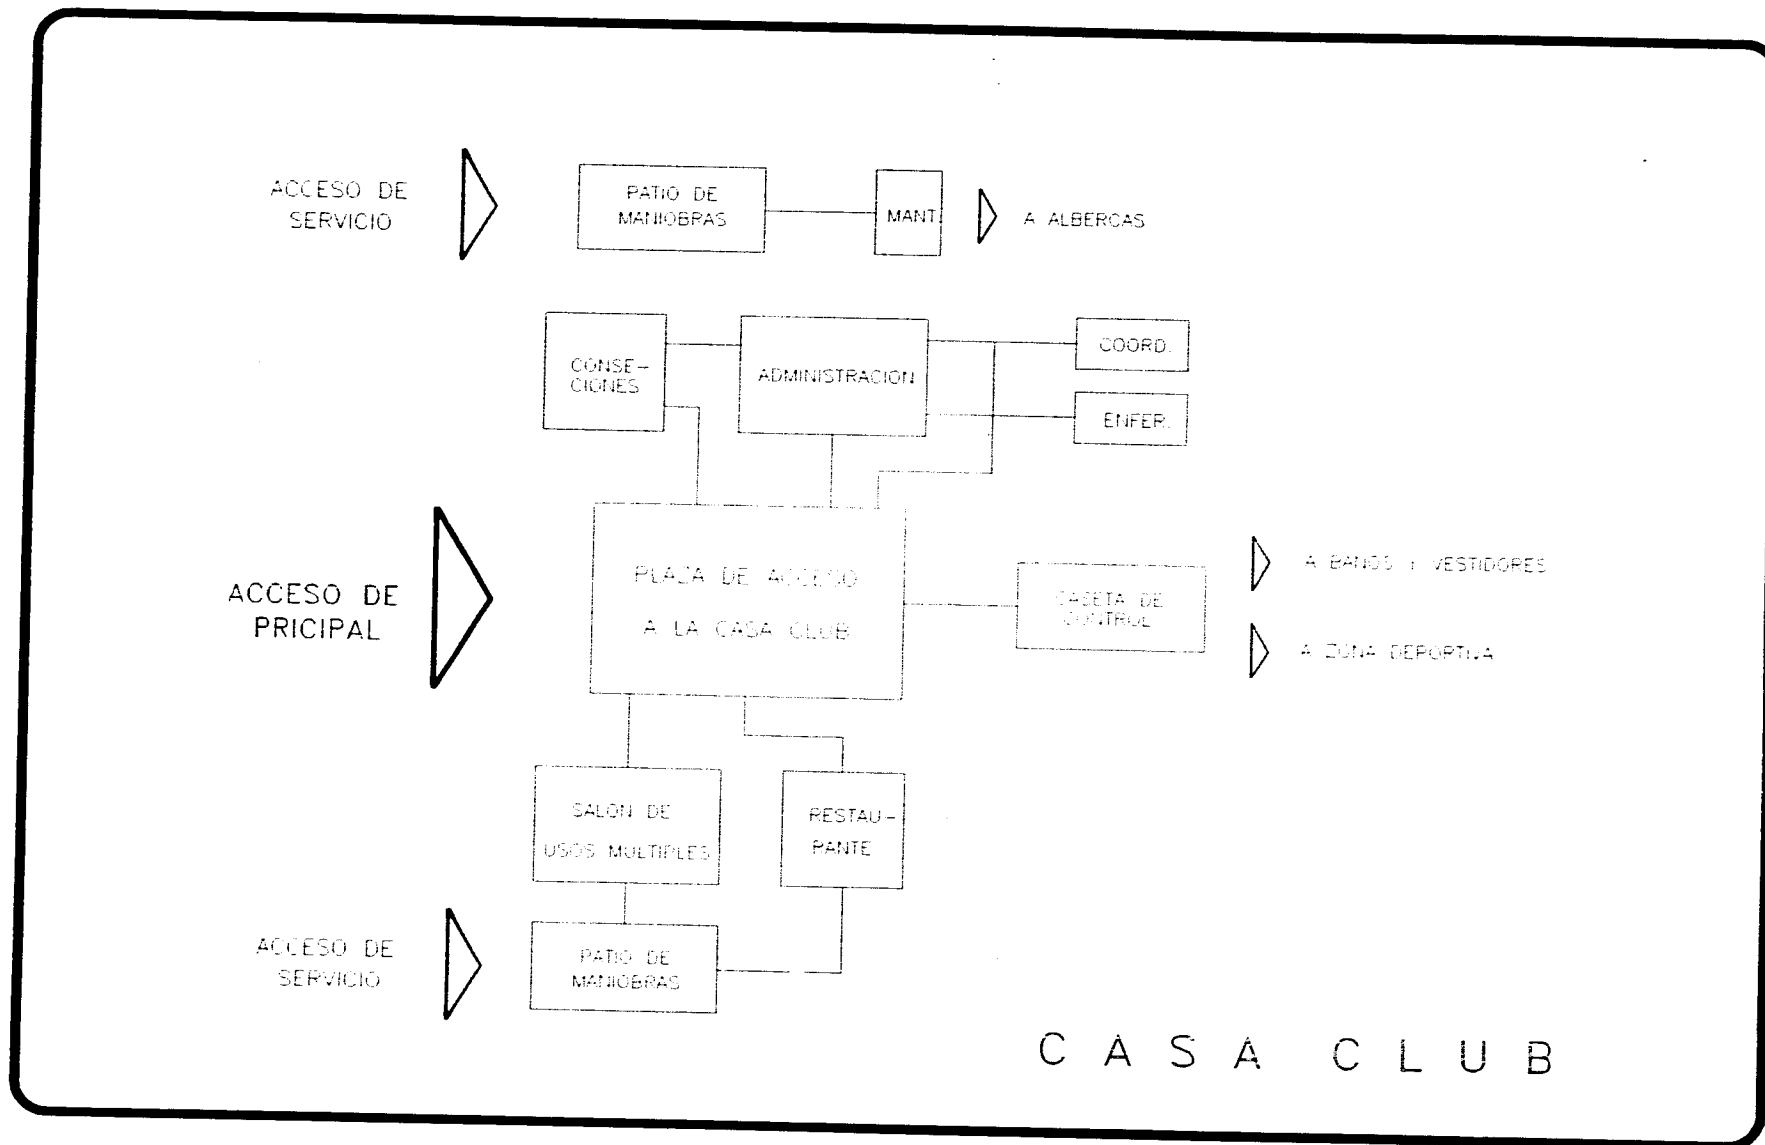 ACCESO DE
SERVICIO
PATIO DE
MANIOBRAS
MANT.
A ALBERCAS
CONSE-
CIONES
ADMINISTRACION
COORD.
ENFER.
ACCESO DE
PRICIPAL
PLAZA DE ACCESO
A LA CASA CLUB
CASETA DE
CONTROL
A BANOS Y VESTIDORES
A ZONA DEPORTIVA
SALON DE
USOS MULTIPLES
RESTAU-
RANTE
ACCESO DE
SERVICIO
PATIO DE
MANIOBRAS
CASA CLUB